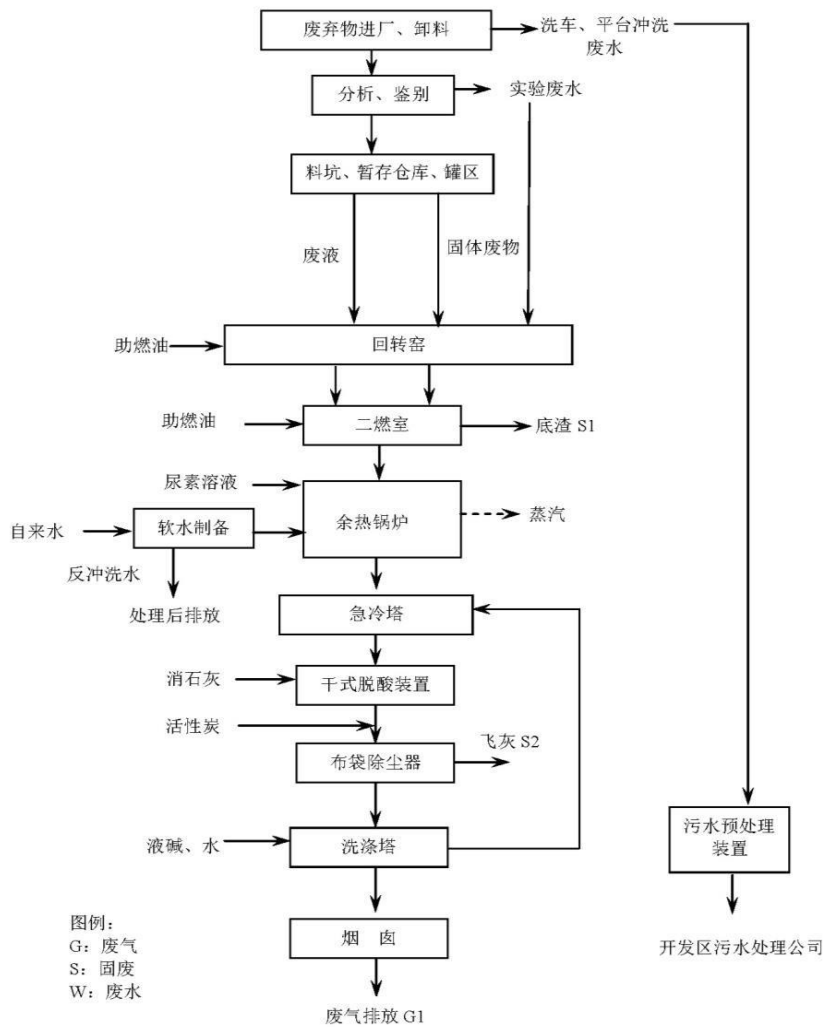 废弃物进厂、卸料
洗车、平台冲洗
废水
分析、鉴别
实验废水
料坑、暂存仓库、罐区
废液
固体废物
助燃油
回转窑
助燃油
二燃室
底渣 S1
尿素溶液
自来水
软水制备
余热锅炉
蒸汽
反冲洗水
处理后排放
急冷塔
消石灰
干式脱酸装置
活性炭
飞灰 S2
布袋除尘器
污水预处理
装置
液碱、水
洗涤塔
图例：
G：废气
S：固废
W：废水
烟 囱
开发区污水处理公司
废气排放 G1